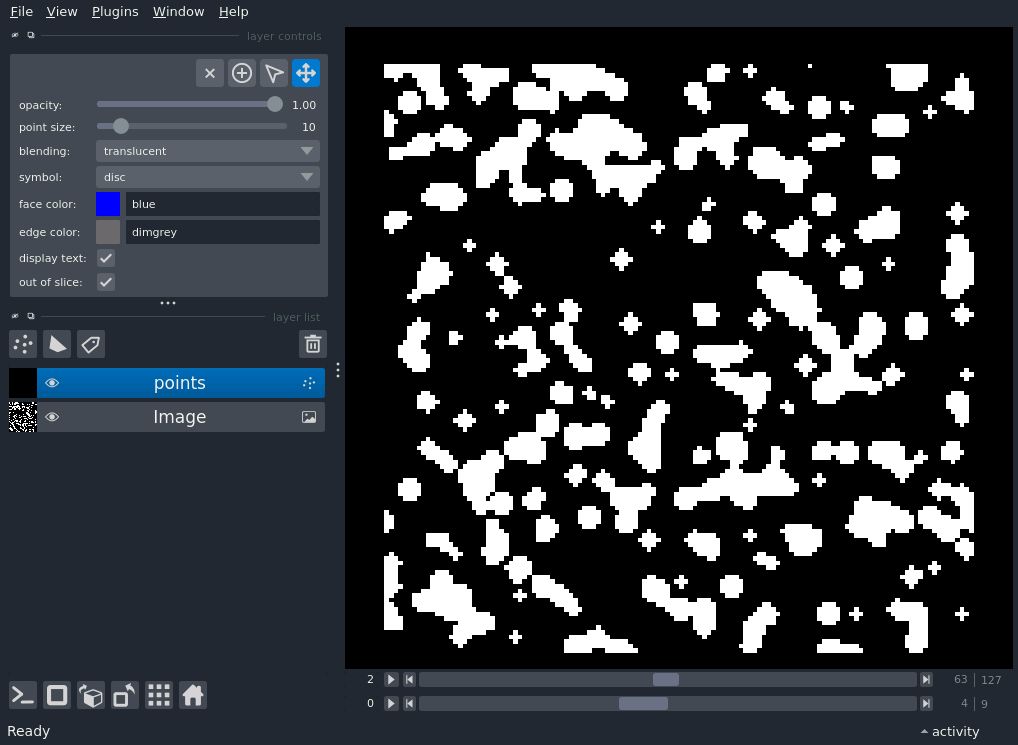 File View Plugins Window Help
layer controls
opacity: 1.00
point size: 10
blending: translucent
symbol: disc
face color: blue
edge color: dimgrey
display text:
out of slice:
layer list
points
Image
2 63 127
0 4 9
Ready activity